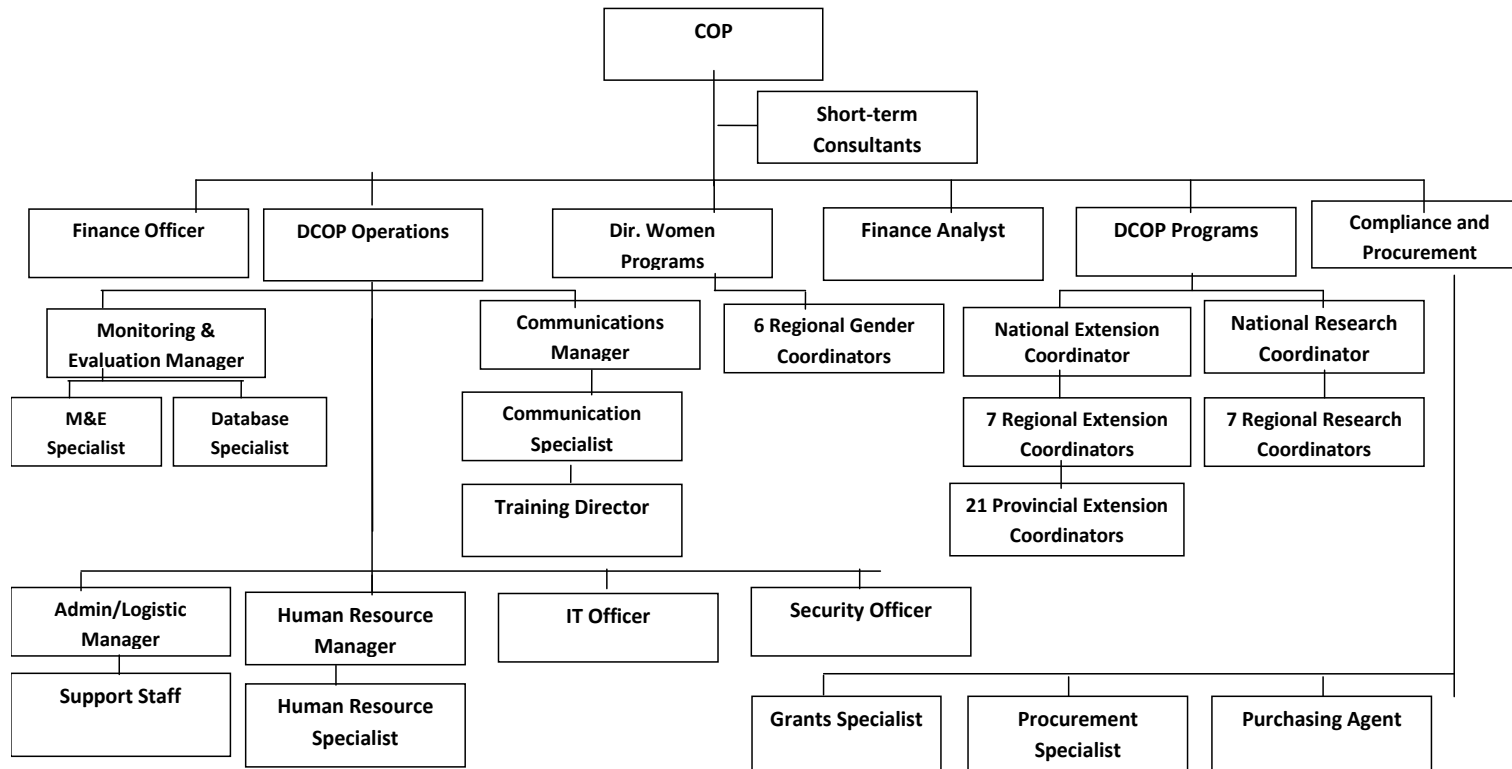 COP
Short-term
Consultants
Finance Officer
DCOP Operations
Dir. Women
Programs
Finance Analyst
DCOP Programs
Compliance and
Procurement
Monitoring &
Evaluation Manager
Communications
Manager
6 Regional Gender
Coordinators
National Extension
Coordinator
National Research
Coordinator
M&E
Specialist
Database
Specialist
Communication
Specialist
7 Regional Extension
Coordinators
7 Regional Research
Coordinators
Training Director
21 Provincial Extension
Coordinators
Admin/Logistic
Manager
Human Resource
Manager
IT Officer
Security Officer
Support Staff
Human Resource
Specialist
Grants Specialist
Procurement
Specialist
Purchasing Agent